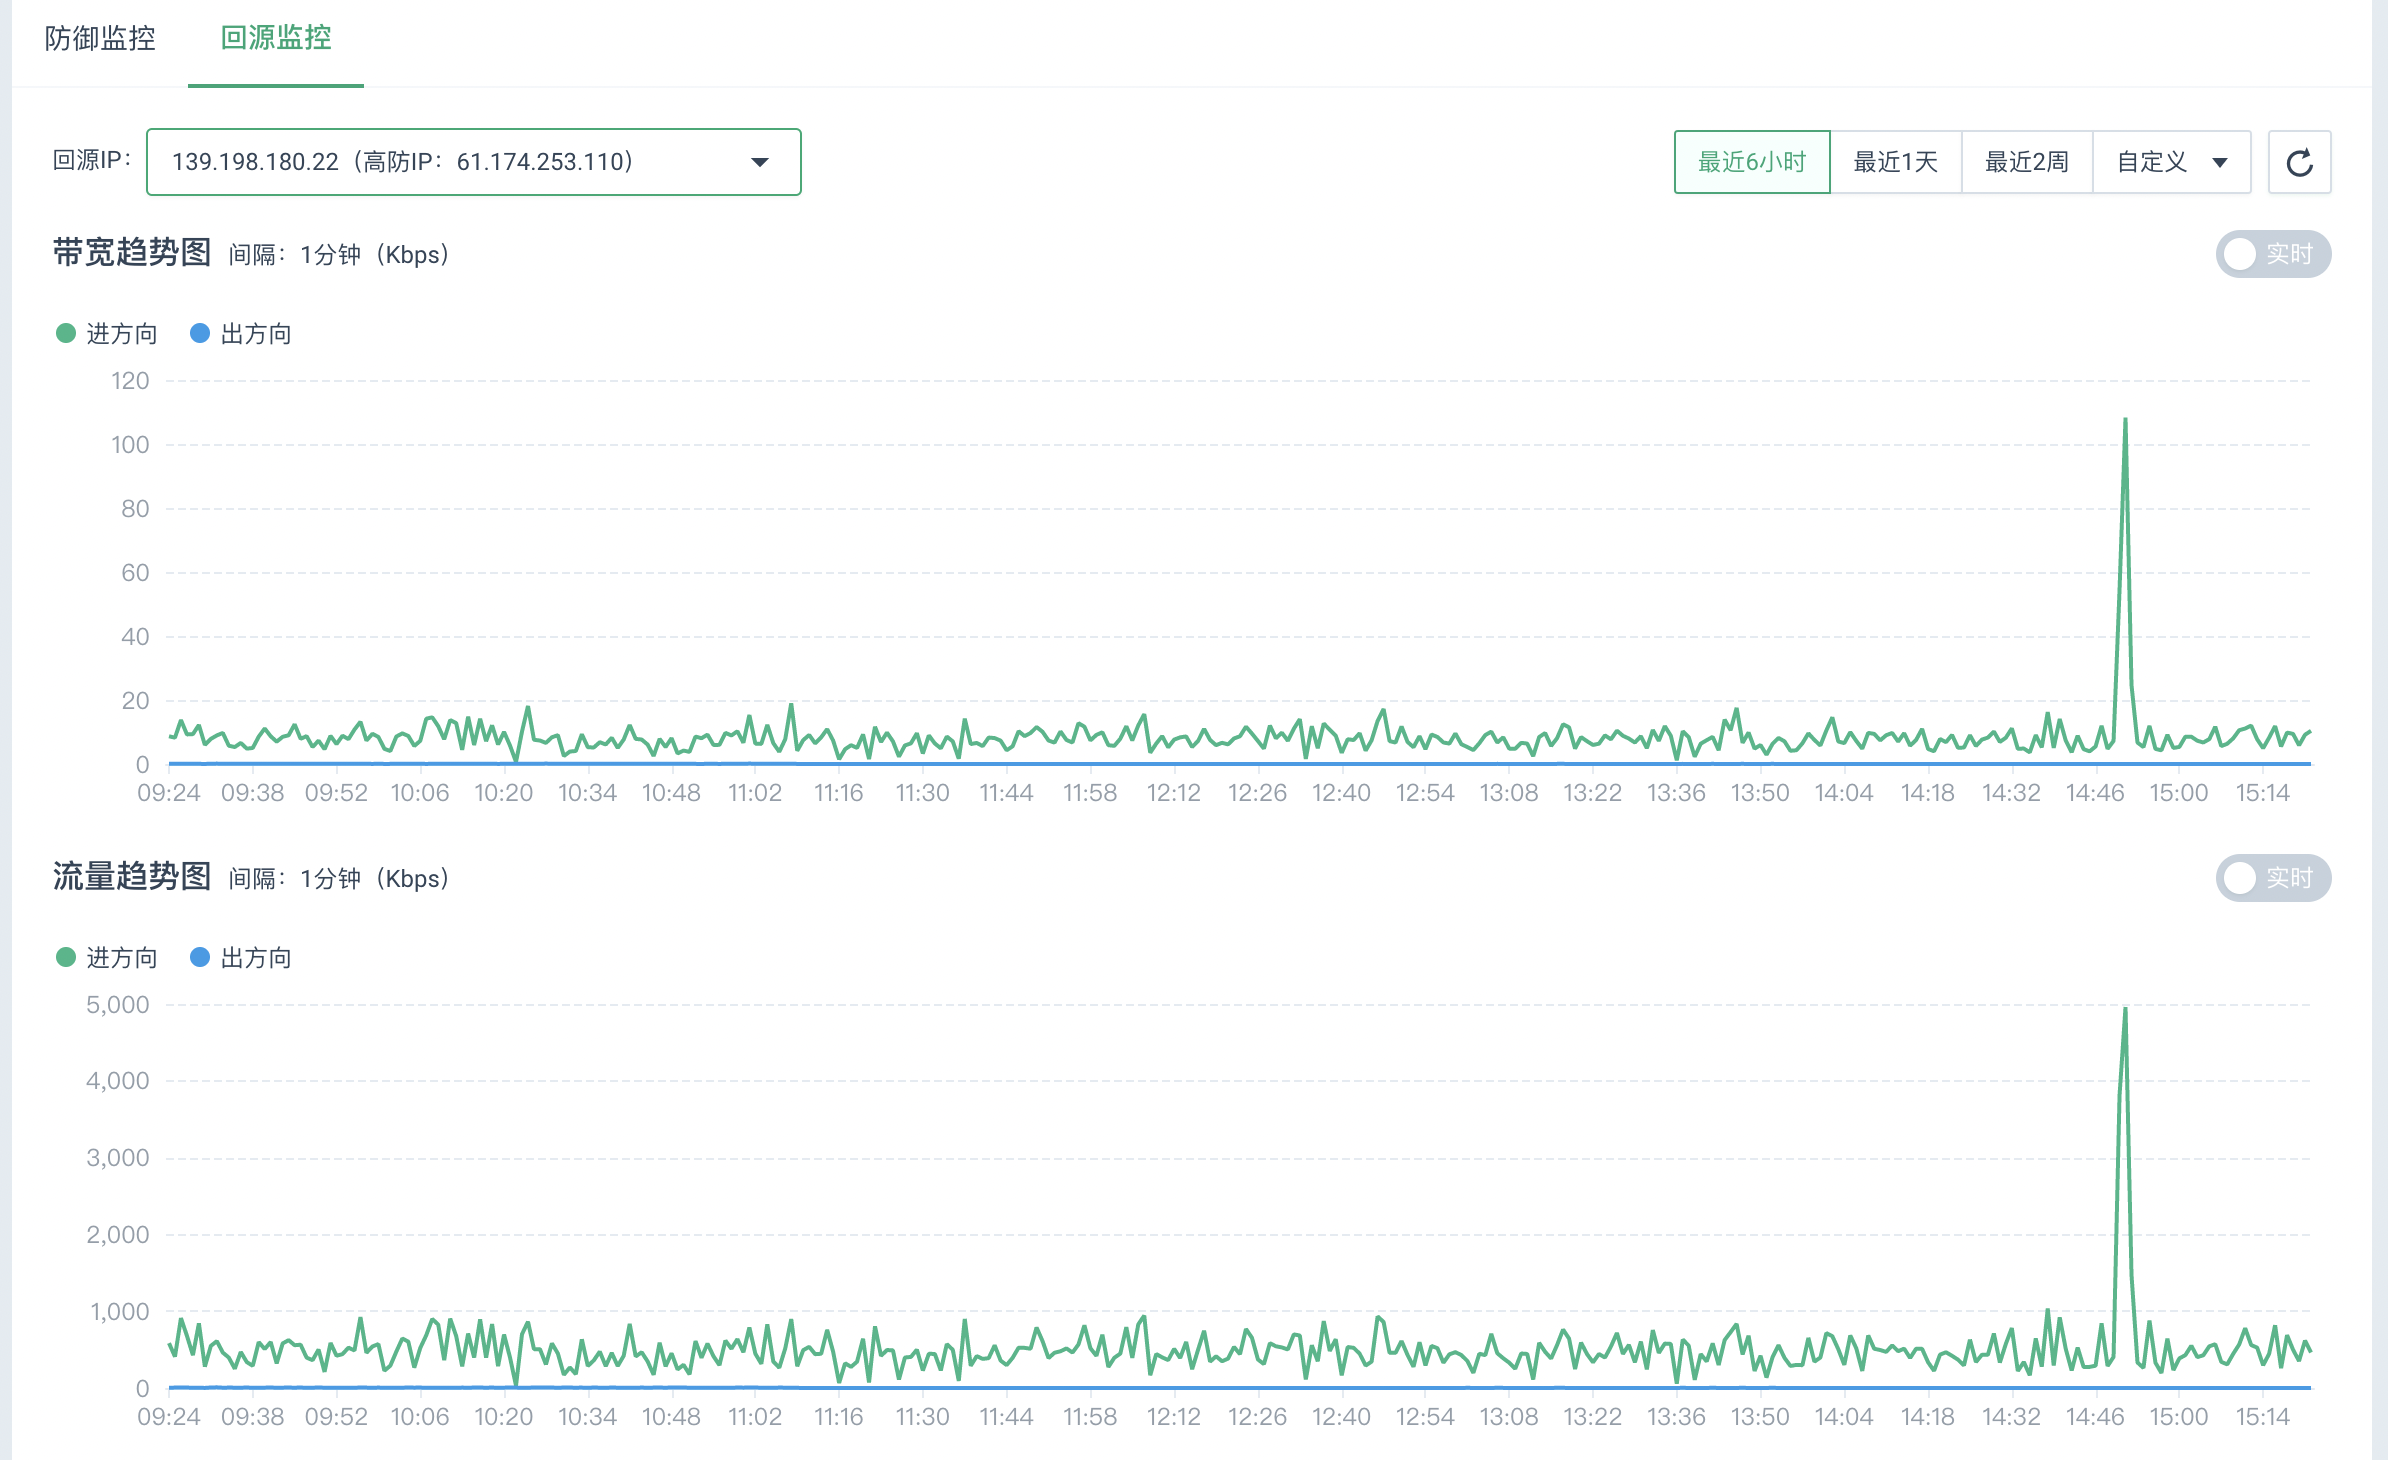 防御监控 回源监控
回源IP： 139.198.180.22（高防IP：61.174.253.110） 最近6小时 最近1天 最近2周 自定义
带宽趋势图 间隔：1分钟（Kbps） 实时
进方向 出方向
120
100
80
60
40
20
0
09:24 09:38 09:52 10:06 10:20 10:34 10:48 11:02 11:16 11:30 11:44 11:58 12:12 12:26 12:40 12:54 13:08 13:22 13:36 13:50 14:04 14:18 14:32 14:46 15:00 15:14
流量趋势图 间隔：1分钟（Kbps） 实时
进方向 出方向
5,000
4,000
3,000
2,000
1,000
0
09:24 09:38 09:52 10:06 10:20 10:34 10:48 11:02 11:16 11:30 11:44 11:58 12:12 12:26 12:40 12:54 13:08 13:22 13:36 13:50 14:04 14:18 14:32 14:46 15:00 15:14